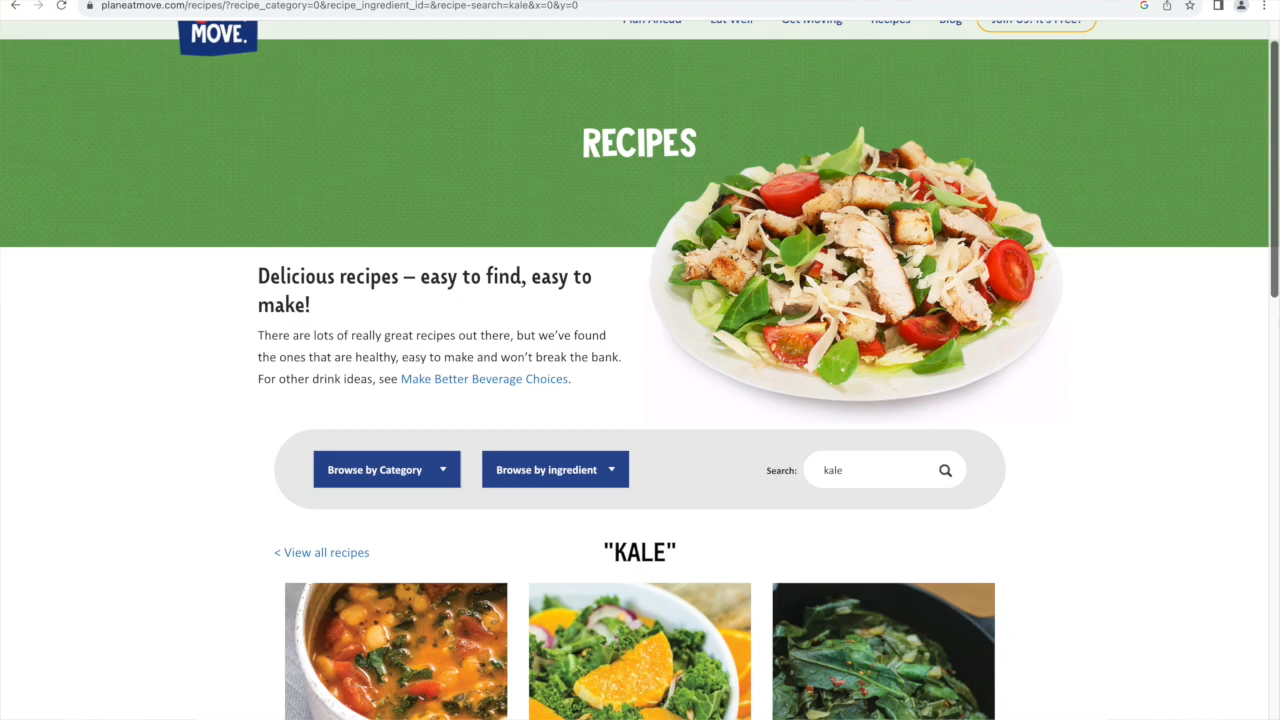 planeatmove.com/recipes/?recipe_category=0&recipe_ingredient_id=&recipe-search=kale&x=0&y=0
MOVE.
Plan Ahead
Eat Well
Get Moving
Recipes
Blog
Join Us! It's Free!
RECIPES
Delicious recipes – easy to find, easy to
make!
There are lots of really great recipes out there, but we've found
the ones that are healthy, easy to make and won't break the bank.
For other drink ideas, see Make Better Beverage Choices.
Browse by Category
Browse by ingredient
Search:
kale
< View all recipes
"KALE"